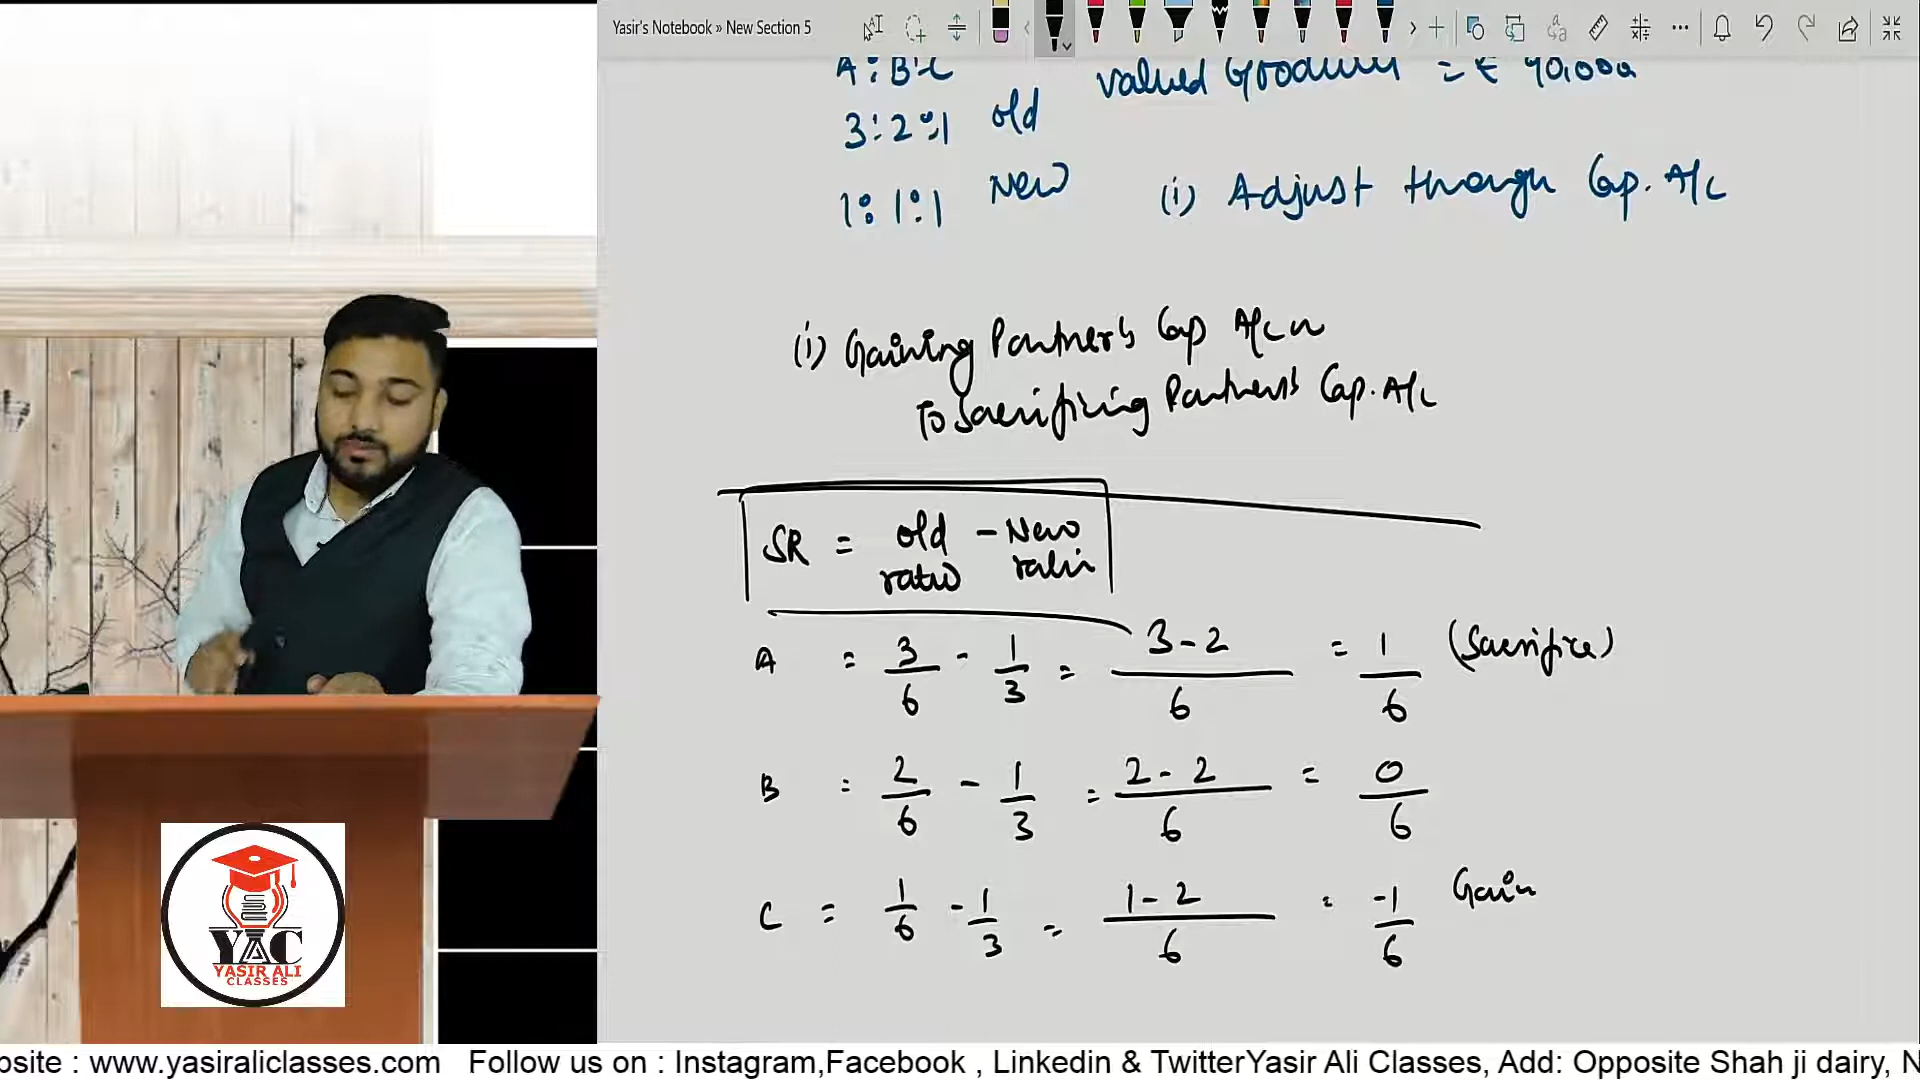 Yasir's Notebook » New Section 5
A : B : C
valued Goodwill =
3 : 2 : 1 old
1 : 1 : 1 New
(i) Adjust through Cap. A/c
(i) Gaining Partner's Cap A/c
To Sacrificing Partner's Cap. A/c
SR = old ratio - New ratio
A = 3/6 - 1/3 = 3-2/6 = 1/6 (Sacrifice)
B = 2/6 - 1/3 = 2-2/6 = 0/6
C = 1/6 - 1/3 = 1-2/6 = -1/6 Gain
YAC
YASIR ALI
CLASSES
site : www.yasiraliclasses.com Follow us on : Instagram,Facebook , Linkedin & TwitterYasir Ali Classes, Add: Opposite Shah ji dairy, N